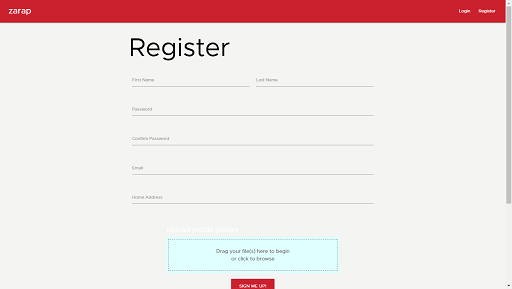 zarap
Login Register
Register
First Name Last Name
Password
Confirm Password
Email
Home Address
Drag your file(s) here to begin
or click to browse
SIGN ME UP!